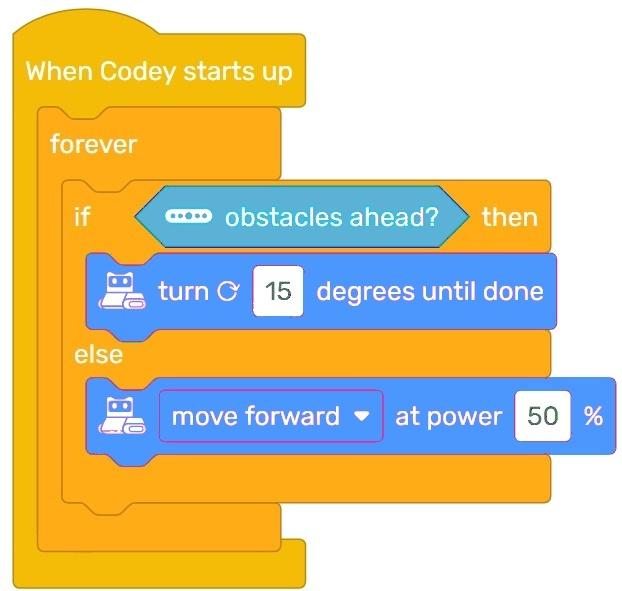 When Codey starts up
forever
if obstacles ahead? then
turn 15 degrees until done
else
move forward at power 50 %